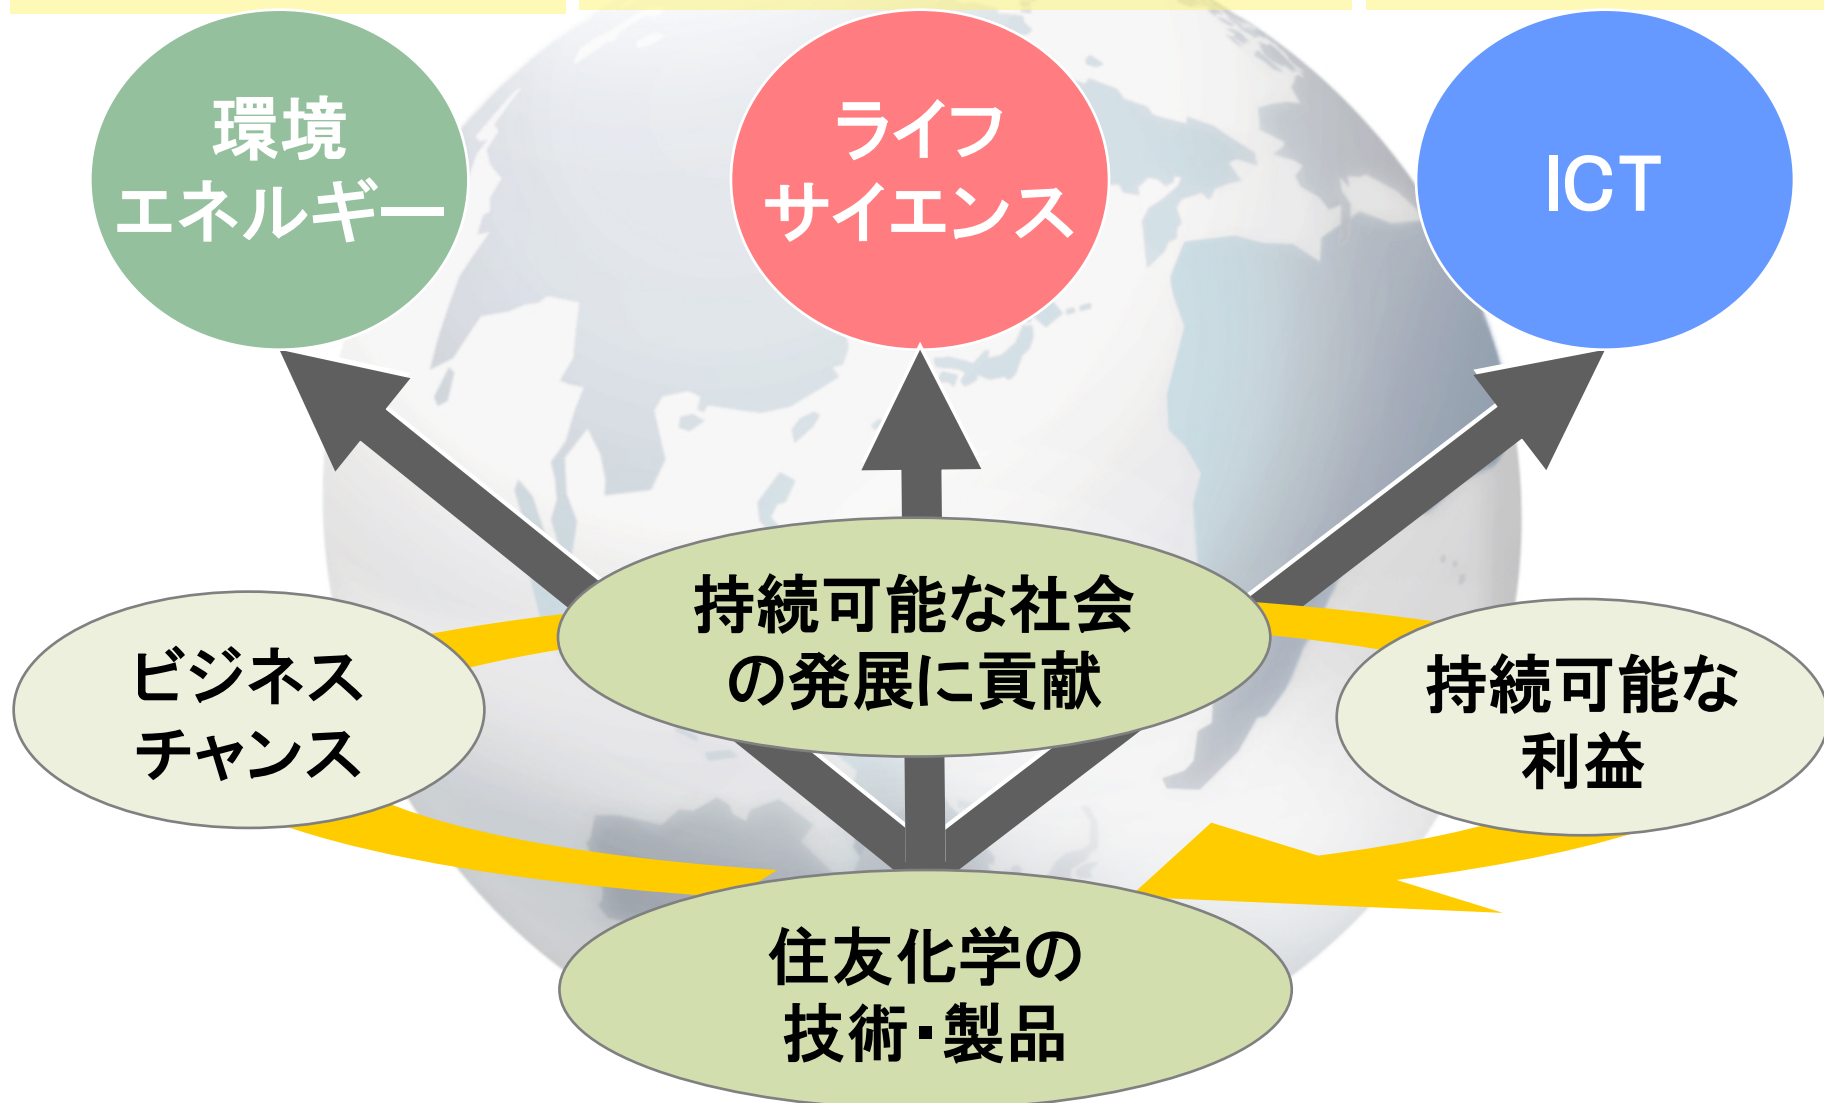 環境
エネルギー
ライフ
サイエンス
ICT
持続可能な社会
の発展に貢献
ビジネス
チャンス
持続可能な
利益
住友化学の
技術・製品